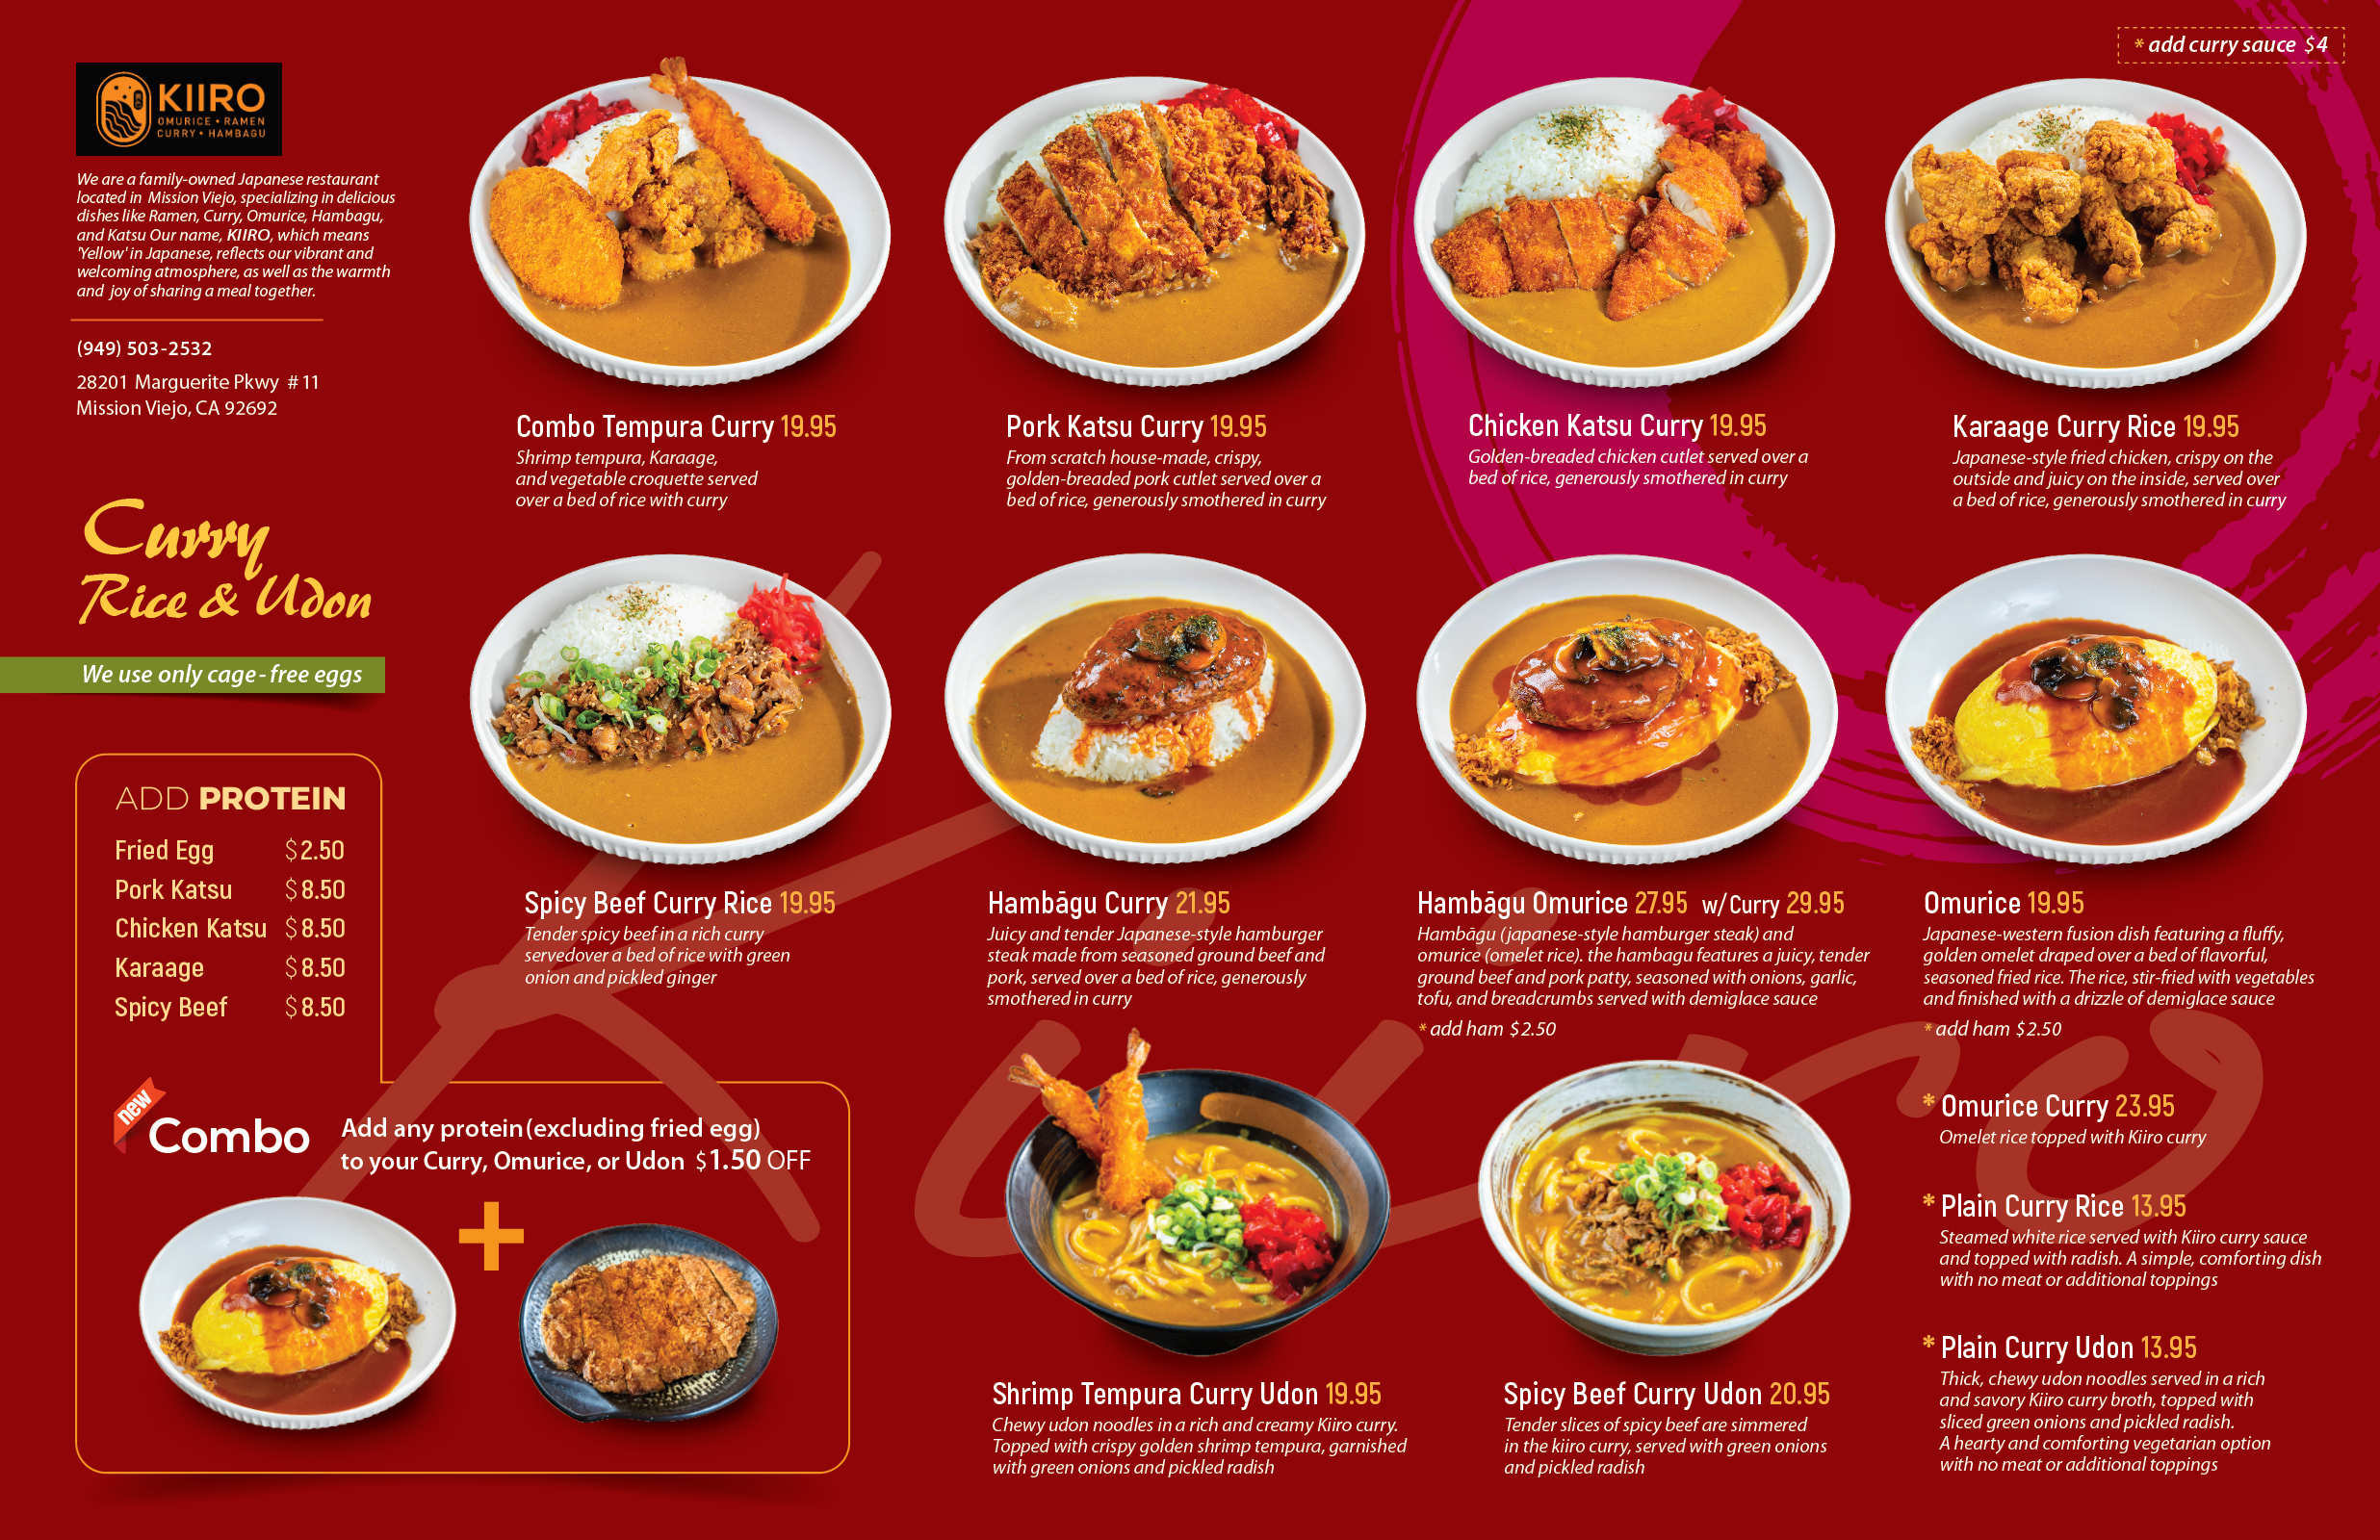 KIIRO
OMURICE • RAMEN
CURRY • HAMBAGU
We are a family-owned Japanese restaurant
located in Mission Viejo, specializing in delicious
dishes like Ramen, Curry, Omurice, Hambagu,
and Katsu Our name, KIIRO, which means
'Yellow' in Japanese, reflects our vibrant and
welcoming atmosphere, as well as the warmth
and joy of sharing a meal together.
(949) 503-2532
28201 Marguerite Pkwy #11
Mission Viejo, CA 92692
Curry
Rice & Udon
We use only cage-free eggs
ADD PROTEIN
Fried Egg $2.50
Pork Katsu $8.50
Chicken Katsu $8.50
Karaage $8.50
Spicy Beef $8.50
new
Combo
Add any protein (excluding fried egg)
to your Curry, Omurice, or Udon $1.50 OFF
* add curry sauce $4
Combo Tempura Curry 19.95
Shrimp tempura, Karaage,
and vegetable croquette served
over a bed of rice with curry
Pork Katsu Curry 19.95
From scratch house-made, crispy,
golden-breaded pork cutlet served over a
bed of rice, generously smothered in curry
Chicken Katsu Curry 19.95
Golden-breaded chicken cutlet served over a
bed of rice, generously smothered in curry
Karaage Curry Rice 19.95
Japanese-style fried chicken, crispy on the
outside and juicy on the inside, served over
a bed of rice, generously smothered in curry
Spicy Beef Curry Rice 19.95
Tender spicy beef in a rich curry
servedover a bed of rice with green
onion and pickled ginger
Hambāgu Curry 21.95
Juicy and tender Japanese-style hamburger
steak made from seasoned ground beef and
pork, served over a bed of rice, generously
smothered in curry
Hambāgu Omurice 27.95 w/ Curry 29.95
Hambāgu (japanese-style hamburger steak) and
omurice (omelet rice). the hambagu features a juicy, tender
ground beef and pork patty, seasoned with onions, garlic,
tofu, and breadcrumbs served with demiglace sauce
* add ham $2.50
Omurice 19.95
Japanese-western fusion dish featuring a fluffy,
golden omelet draped over a bed of flavorful,
seasoned fried rice. The rice, stir-fried with vegetables
and finished with a drizzle of demiglace sauce
* add ham $2.50
Kiiro
Shrimp Tempura Curry Udon 19.95
Chewy udon noodles in a rich and creamy Kiiro curry.
Topped with crispy golden shrimp tempura, garnished
with green onions and pickled radish
Spicy Beef Curry Udon 20.95
Tender slices of spicy beef are simmered
in the kiiro curry, served with green onions
and pickled radish
* Omurice Curry 23.95
Omelet rice topped with Kiiro curry
* Plain Curry Rice 13.95
Steamed white rice served with Kiiro curry sauce
and topped with radish. A simple, comforting dish
with no meat or additional toppings
* Plain Curry Udon 13.95
Thick, chewy udon noodles served in a rich
and savory Kiiro curry broth, topped with
sliced green onions and pickled radish.
A hearty and comforting vegetarian option
with no meat or additional toppings